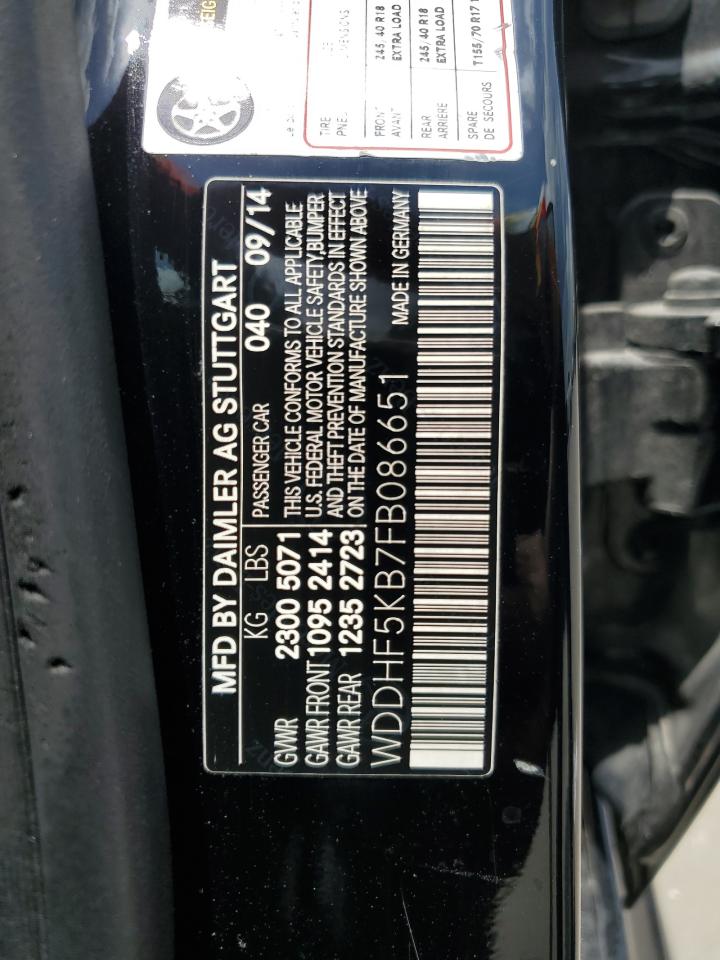 MFD BY DAIMLER AG STUTTGART
KG LBS PASSENGER CAR 040 09/14
GVWR 2300 5071 THIS VEHICLE CONFORMS TO ALL APPLICABLE
GAWR FRONT 1095 2414 U.S. FEDERAL MOTOR VEHICLE SAFETY,BUMPER
GAWR REAR 1235 2723 AND THEFT PREVENTION STANDARDS IN EFFECT
ON THE DATE OF MANUFACTURE SHOWN ABOVE
WDDHF5KB7FB086651 MADE IN GERMANY
TIRE
FRONT 245/40 R18
AVANT EXTRA LOAD
REAR 245/40 R18
ARRIERE EXTRA LOAD
SPARE T155/70 R17
DE SECOURS